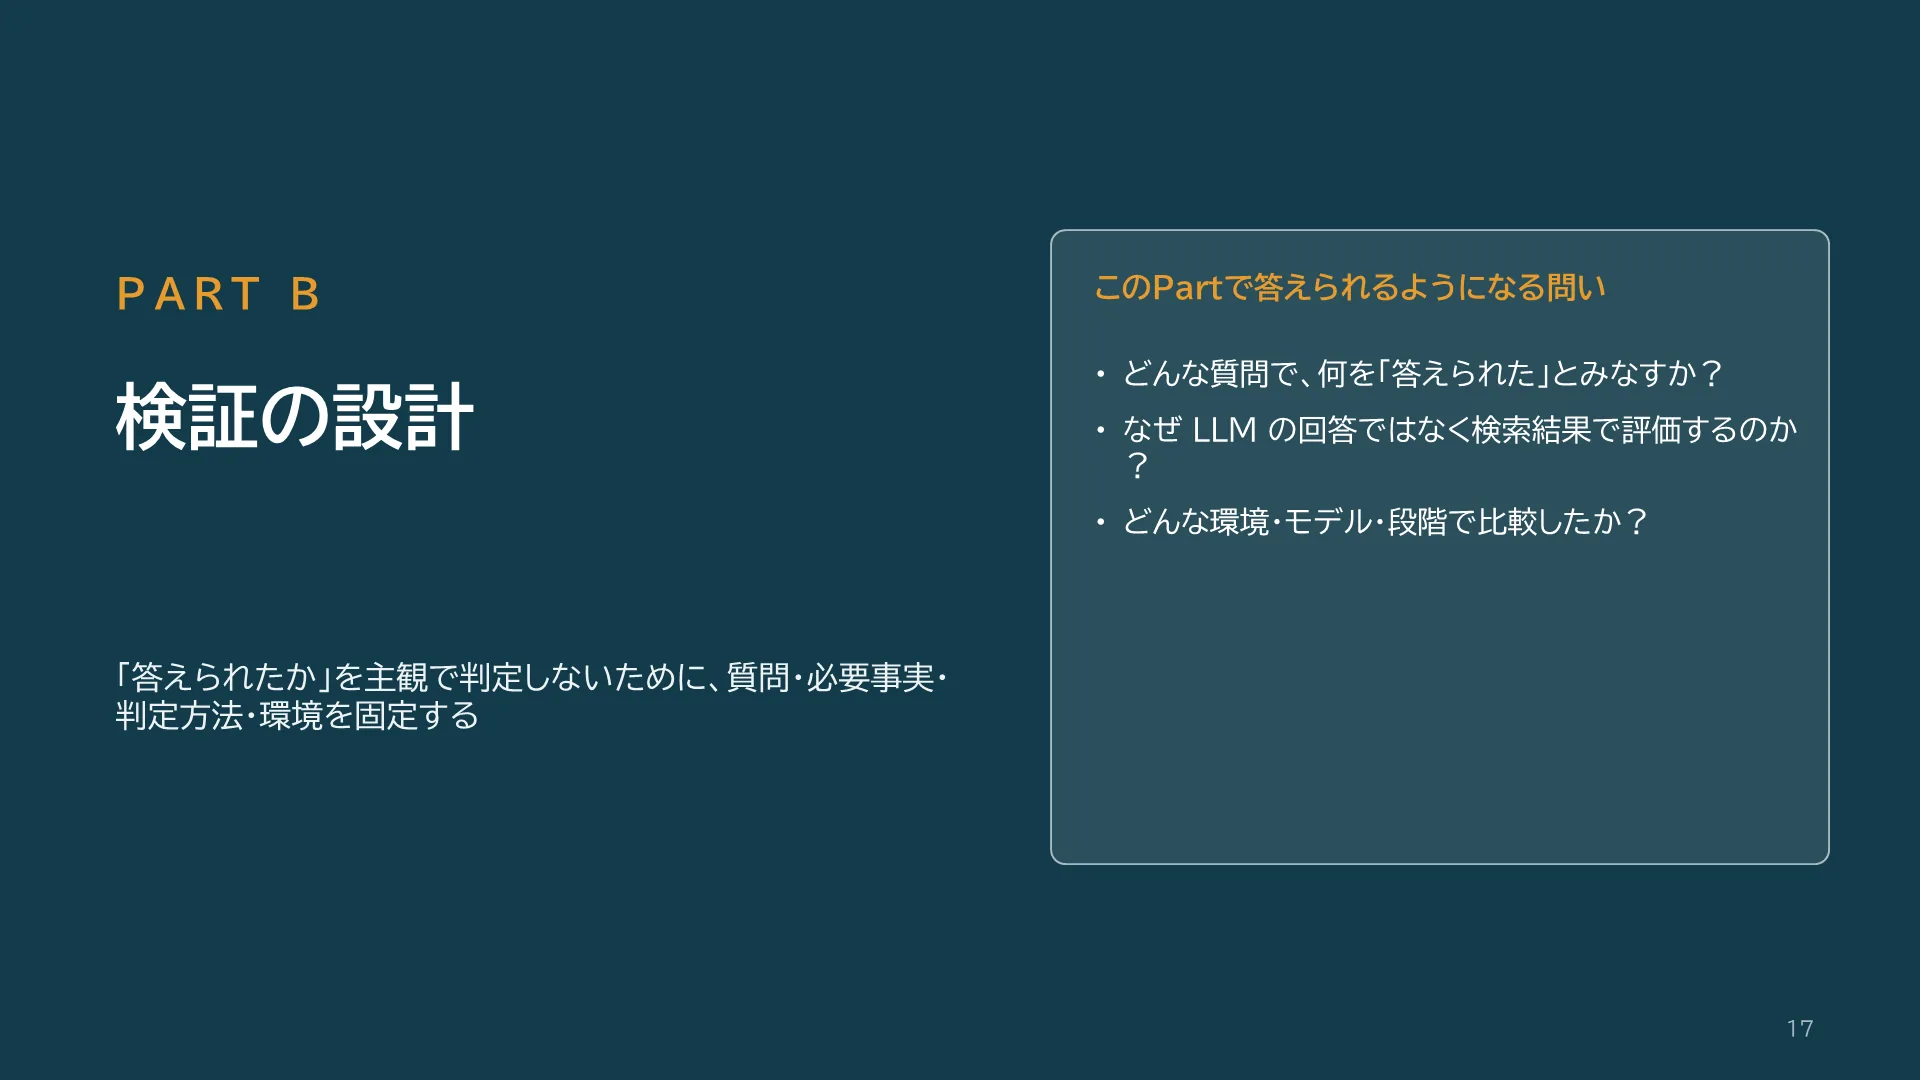 PART B
検証の設計
「答えられたか」を主観で判定しないために、質問・必要事実・
判定方法・環境を固定する
このPartで答えられるようになる問い
• どんな質問で、何を「答えられた」とみなすか？
• なぜ LLM の回答ではなく検索結果で評価するのか
？
• どんな環境・モデル・段階で比較したか？
17